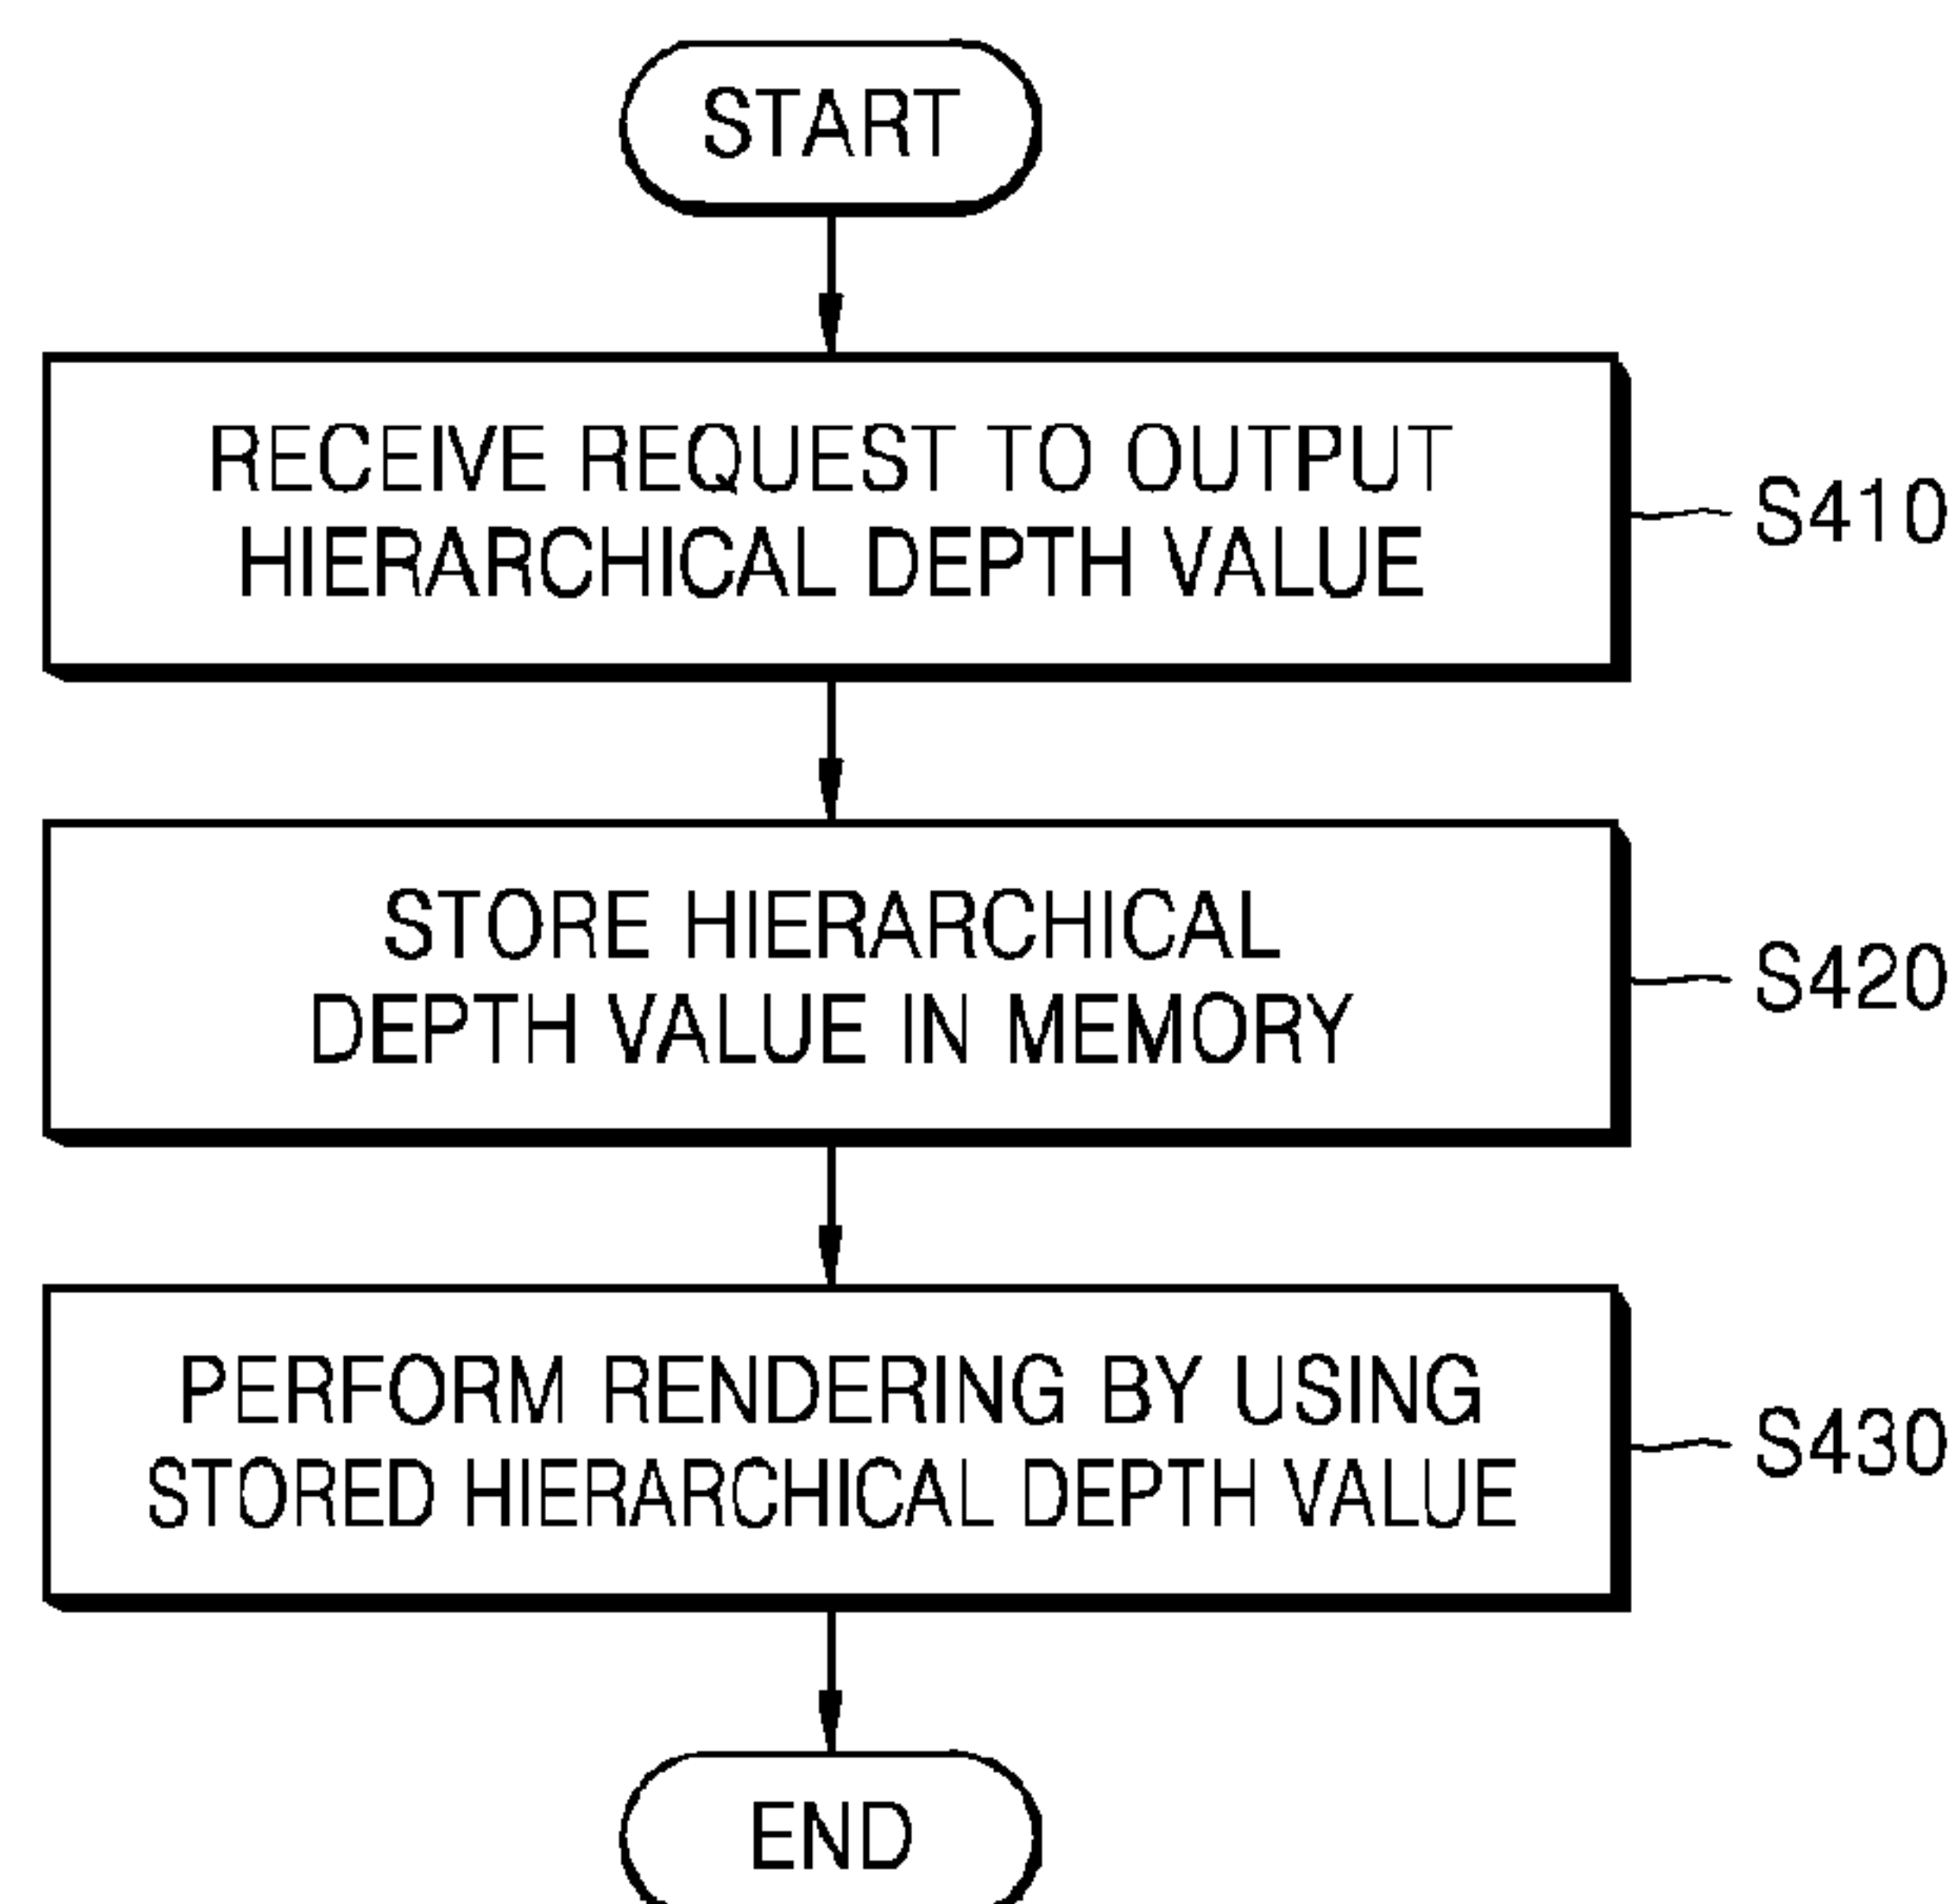 START
RECEIVE REQUEST TO OUTPUT
HIERARCHICAL DEPTH VALUE
S410
STORE HIERARCHICAL
DEPTH VALUE IN MEMORY
S420
PERFORM RENDERING BY USING
STORED HIERARCHICAL DEPTH VALUE
S430
END